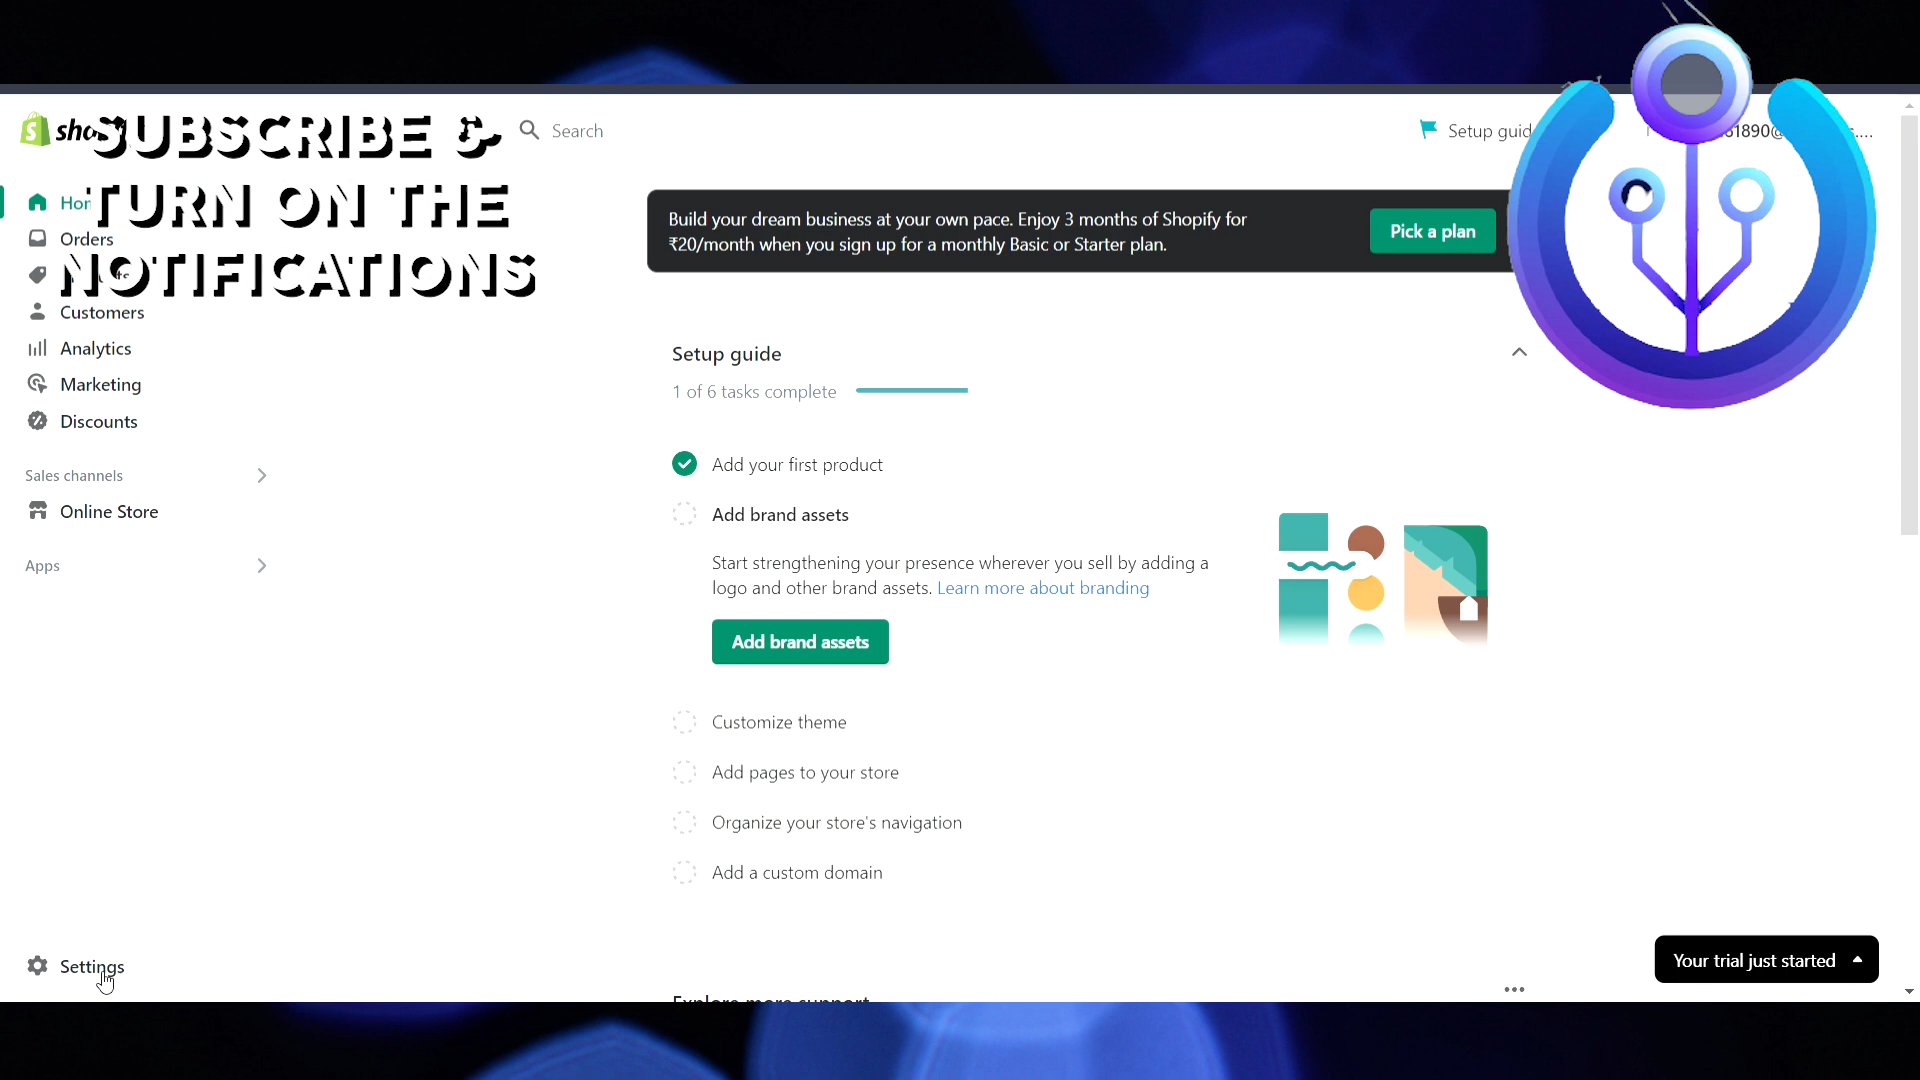 SUBSCRIBE &
TURN ON THE
NOTIFICATIONS
Search
Setup
Orders
Customers
Analytics
Marketing
Discounts
Sales channels
Online Store
Apps
Settings
Build your dream business at your own pace. Enjoy 3 months of Shopify for
₹20/month when you sign up for a monthly Basic or Starter plan.
Pick a plan
Setup guide
1 of 6 tasks complete
Add your first product
Add brand assets
Start strengthening your presence wherever you sell by adding a
logo and other brand assets. Learn more about branding
Add brand assets
Customize theme
Add pages to your store
Organize your store's navigation
Add a custom domain
Explore more support
Your trial just started